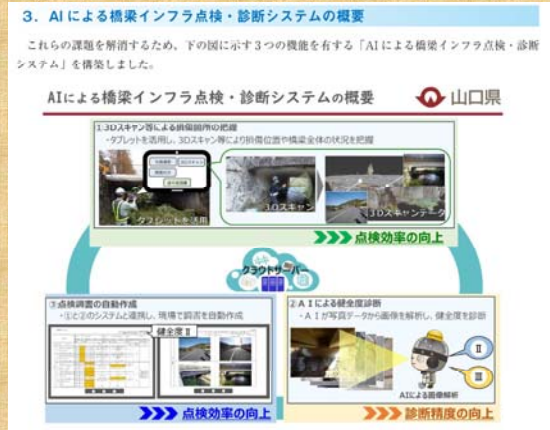 3. AIによる橋梁インフラ点検・診断システムの概要
これらの課題を解消するため、下の図に示す3つの機能を有する「AIによる橋梁インフラ点検・診断
システム」を構築しました。
AIによる橋梁インフラ点検・診断システムの概要
山口県
①3Dスキャン等による損傷箇所の把握
・タブレットを活用し、3Dスキャン等により損傷位置や橋梁全体の状況を把握
3Dスキャン
タブレットを活用
3Dスキャン
3Dスキャンデータ
点検効率の向上
クラウドサーバー
③点検調書の自動作成
・①と②のシステムと連携し、現場で調書を自動作成
健全度Ⅱ
点検効率の向上
②AIによる健全度診断
・AIが写真データから画像を解析し、健全度を診断
Ⅱ
Ⅲ
AIによる画像解析
診断精度の向上